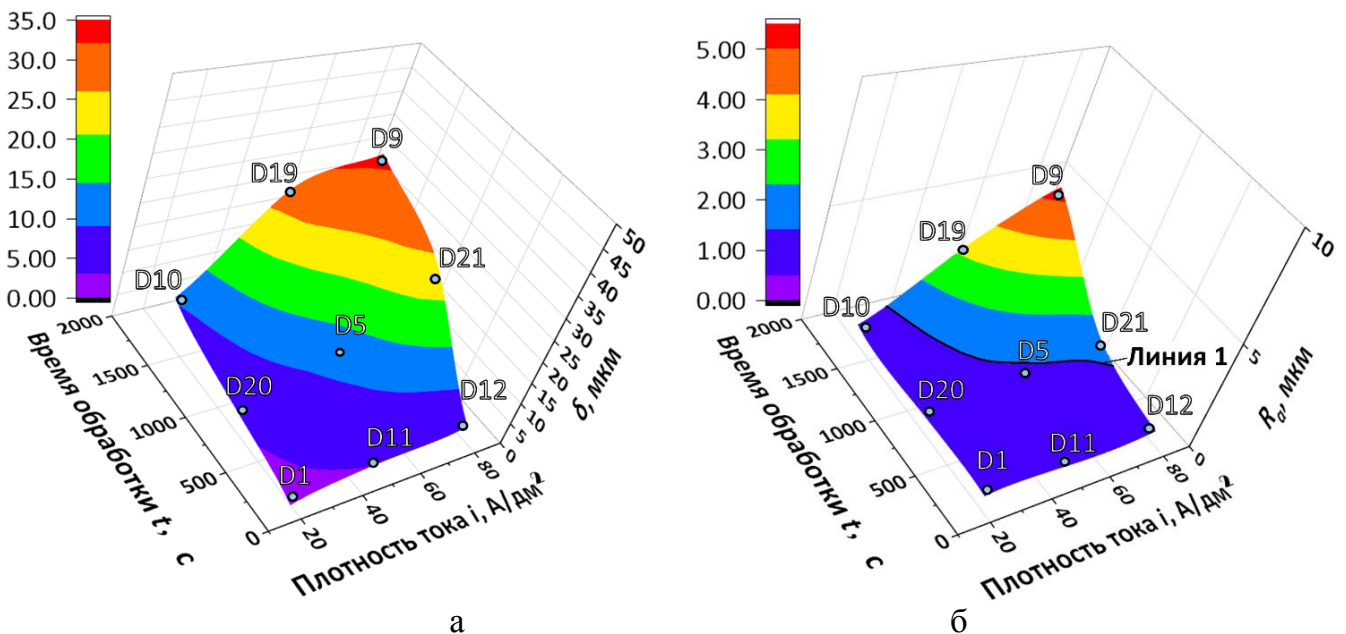 35.0
30.0
25.0
20.0
15.0
10.0
5.00
0.00
D9
D19
D21
D10
D5
D20
D12
D11
D1
2000
1500
1000
500
0
Время обработки t, с
20
40
60
80
Плотность тока i, А/дм²
0
5
10
15
20
25
30
35
40
45
50
δ, мкм
а
5.00
4.00
3.00
2.00
1.00
0.00
D9
D19
D10
D21
Линия 1
D5
D20
D12
D11
D1
2000
1500
1000
500
0
Время обработки t, с
20
40
60
80
Плотность тока i, А/дм²
0
5
10
Rₐ, мкм
б